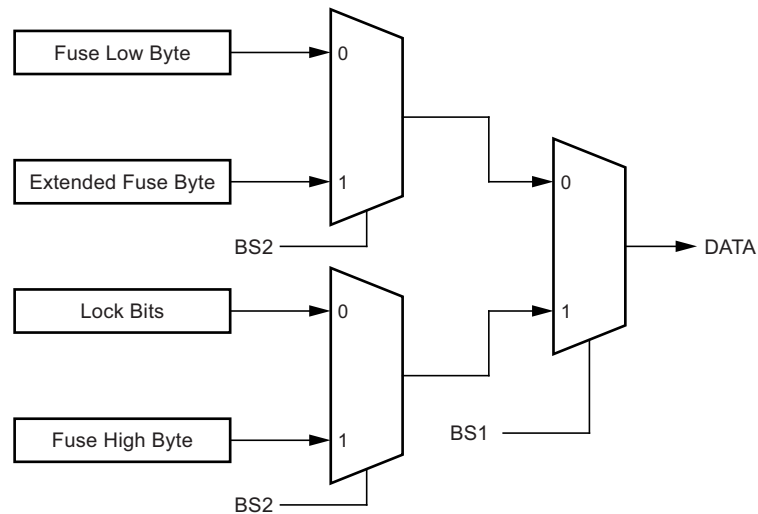 Fuse Low Byte
0
Extended Fuse Byte
1
BS2
0
DATA
Lock Bits
0
1
Fuse High Byte
1
BS1
BS2